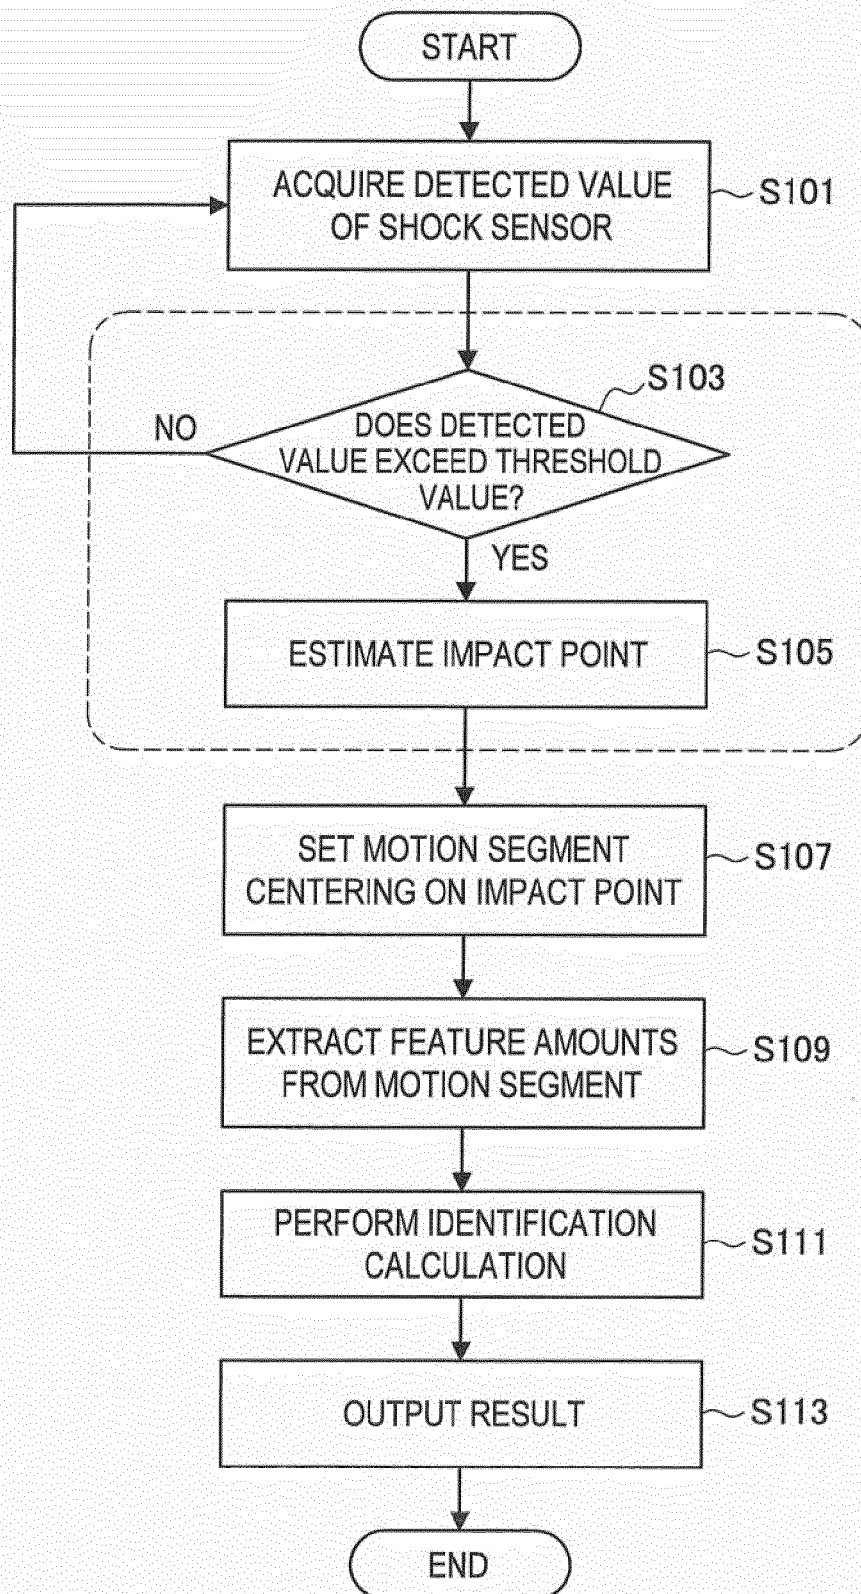 START
ACQUIRE DETECTED VALUE
OF SHOCK SENSOR
S101
S103
NO
DOES DETECTED
VALUE EXCEED THRESHOLD
VALUE?
YES
ESTIMATE IMPACT POINT
S105
SET MOTION SEGMENT
CENTERING ON IMPACT POINT
S107
EXTRACT FEATURE AMOUNTS
FROM MOTION SEGMENT
S109
PERFORM IDENTIFICATION
CALCULATION
S111
OUTPUT RESULT
S113
END